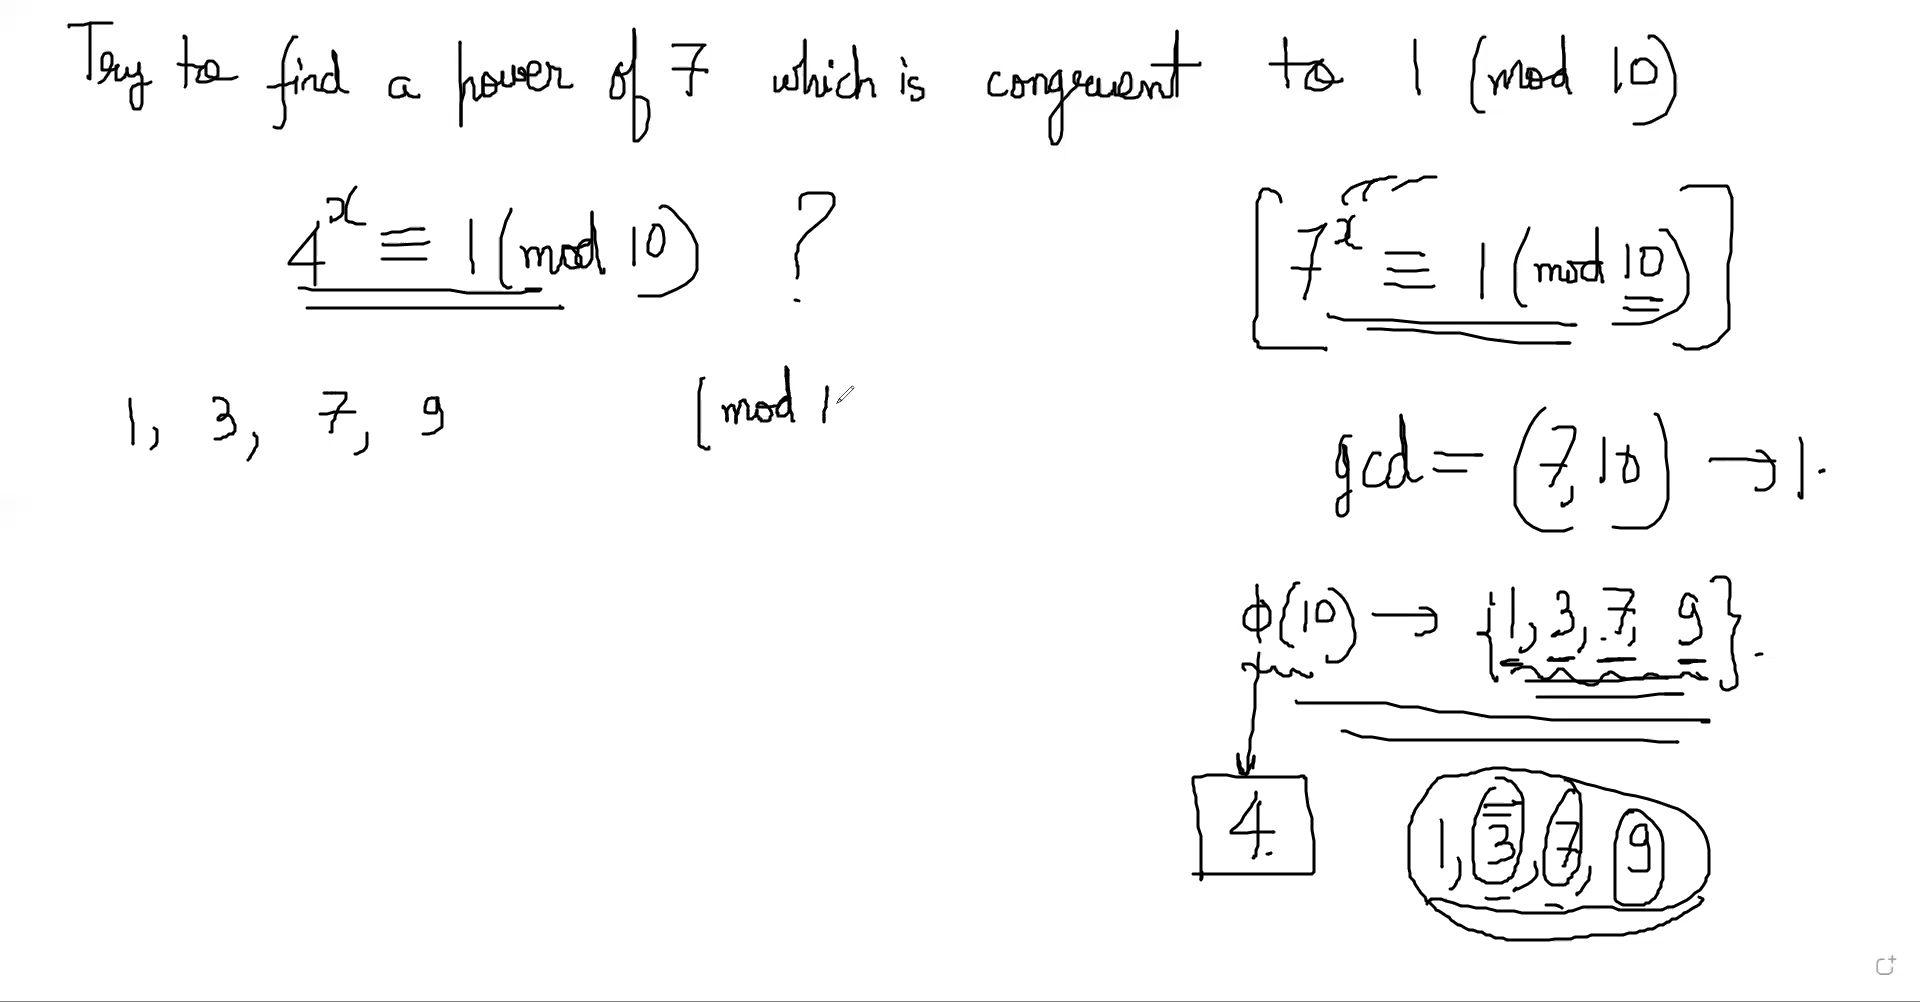 Try to find a power of 7 which is congruent to 1 (mod 10)
4^x ≡ 1 (mod 10) ?
[7^x ≡ 1 (mod 10)]
1, 3, 7, 9 (mod 1
gcd = (7, 10) → 1.
ϕ(10) → {1, 3, 7, 9}.
4.
1, 3, 7, 9